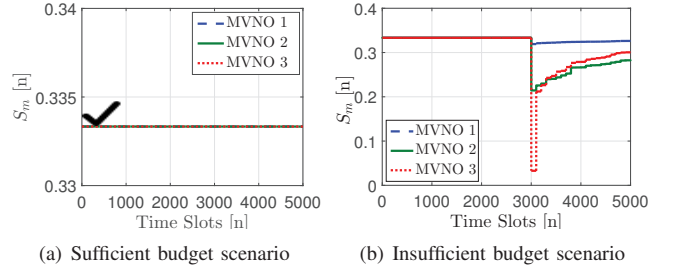 0.34
0.335
0.33
S_m [n]
MVNO 1
MVNO 2
MVNO 3
0 1000 2000 3000 4000 5000
Time Slots [n]
(a) Sufficient budget scenario
0.4
0.3
0.2
0.1
0
S_m [n]
MVNO 1
MVNO 2
MVNO 3
0 1000 2000 3000 4000 5000
Time Slots [n]
(b) Insufficient budget scenario